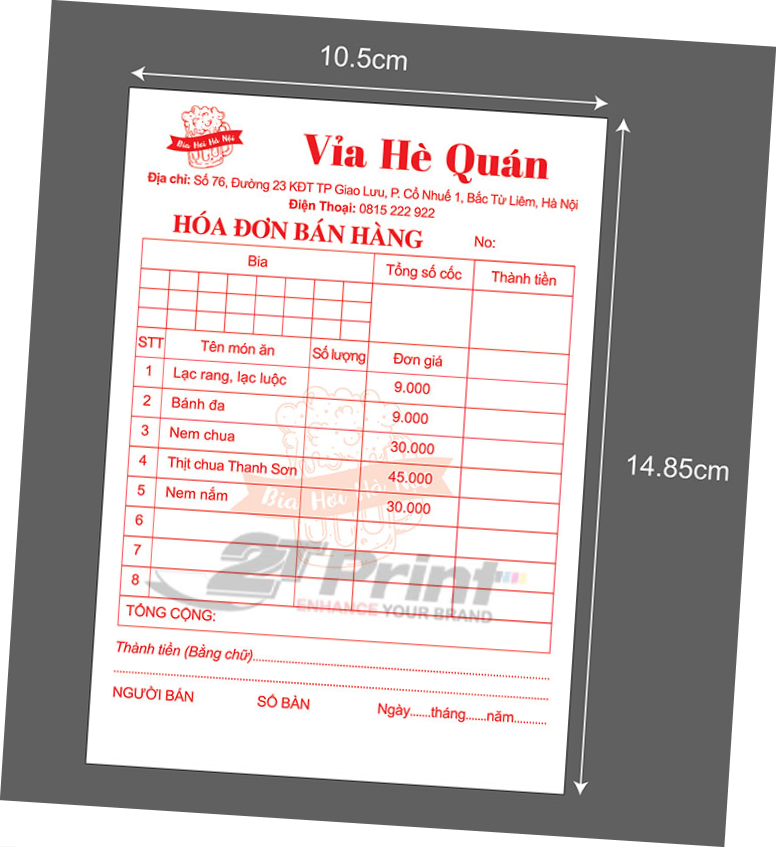 10.5cm
Bia Hơi Hà Nội
Vỉa Hè Quán
Địa chỉ: Số 76, Đường 23 KĐT TP Giao Lưu, P. Cổ Nhuế 1, Bắc Từ Liêm, Hà Nội
Điện Thoại: 0815 222 922
HÓA ĐƠN BÁN HÀNG No:
Bia Tổng số cốc Thành tiền
STT Tên món ăn Số lượng Đơn giá
1 Lạc rang, lạc luộc 9.000
2 Bánh đa 9.000
3 Nem chua 30.000
4 Thịt chua Thanh Sơn 45.000
5 Nem nắm 30.000
6
7
8
Bia Hơi Hà Nội
2T Print
ENHANCE YOUR BRAND
TỔNG CỘNG:
Thành tiền (Bằng chữ)
NGƯỜI BÁN SỐ BÀN Ngày.......tháng.......năm...........
14.85cm